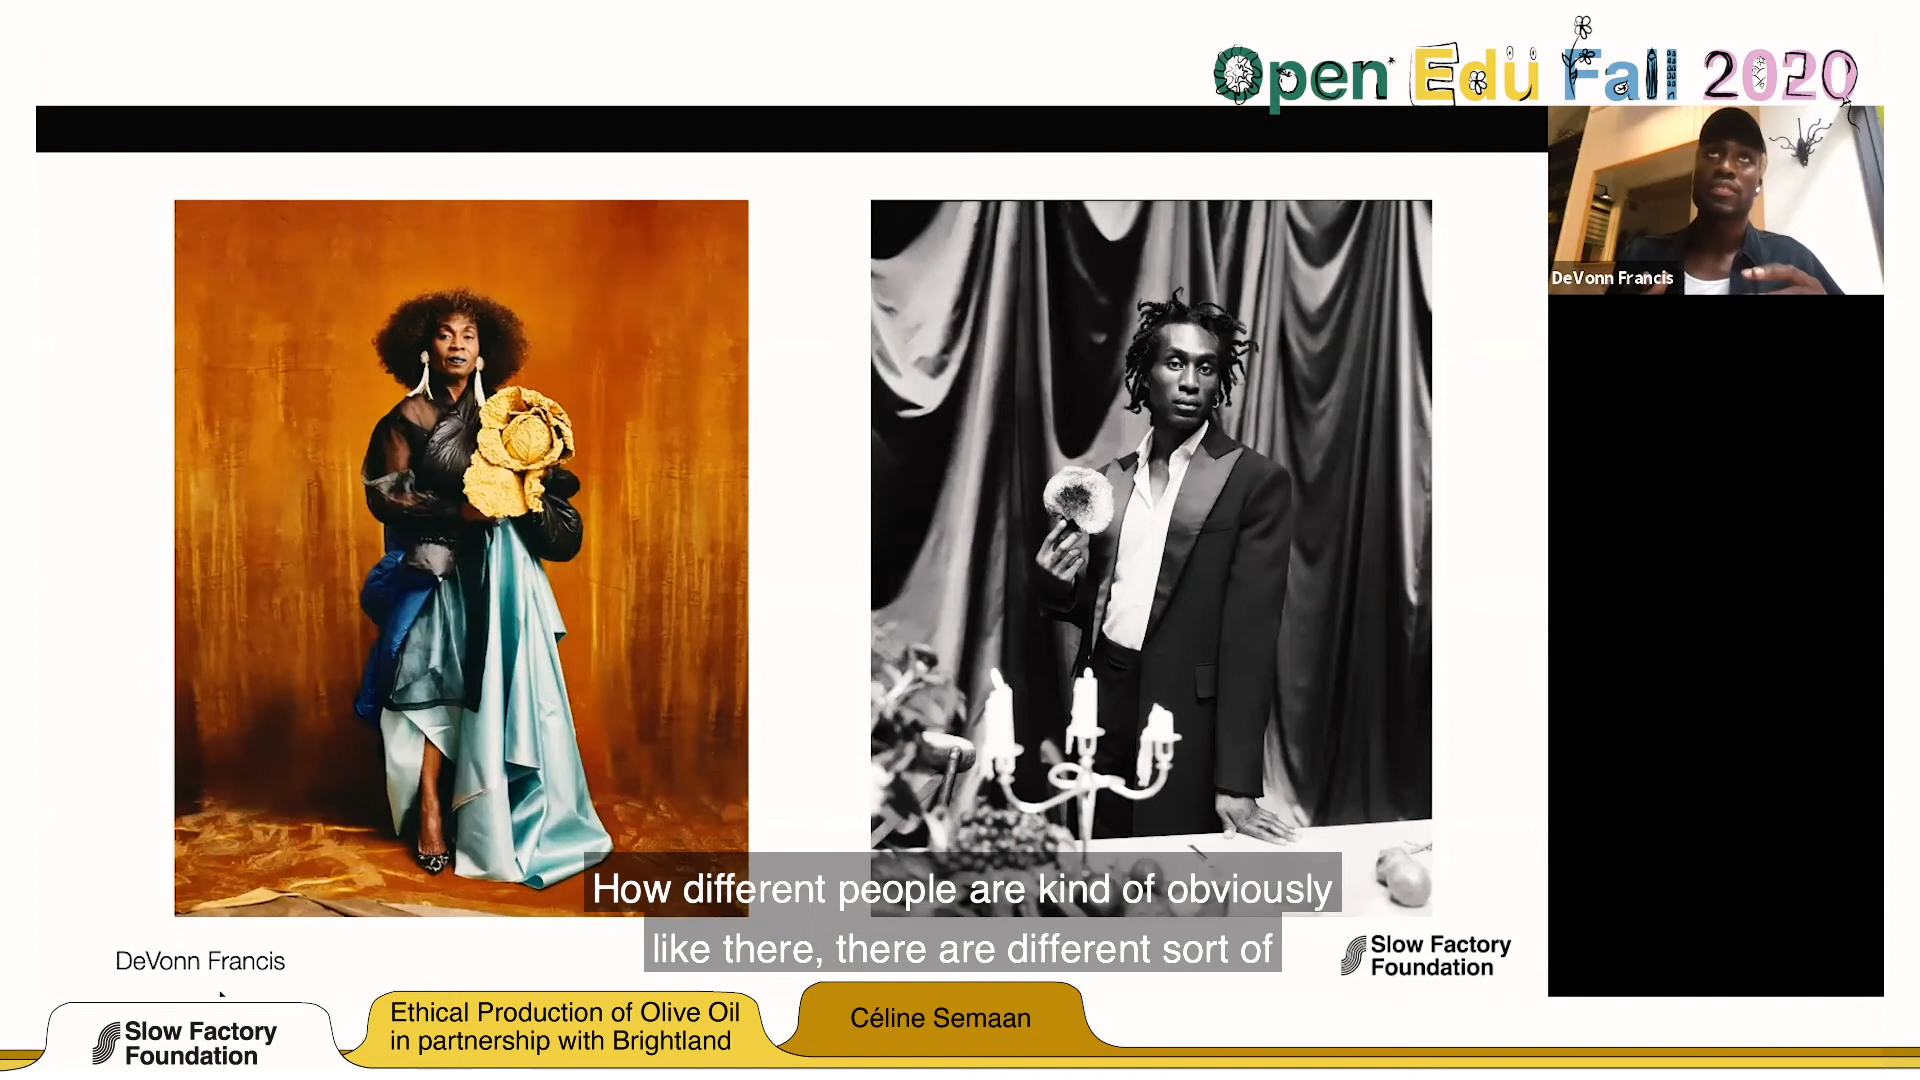 Open Edu Fall 2020
DeVonn Francis
How different people are kind of obviously
like there, there are different sort of
DeVonn Francis
Slow Factory
Foundation
Slow Factory
Foundation
Ethical Production of Olive Oil
in partnership with Brightland
Céline Semaan